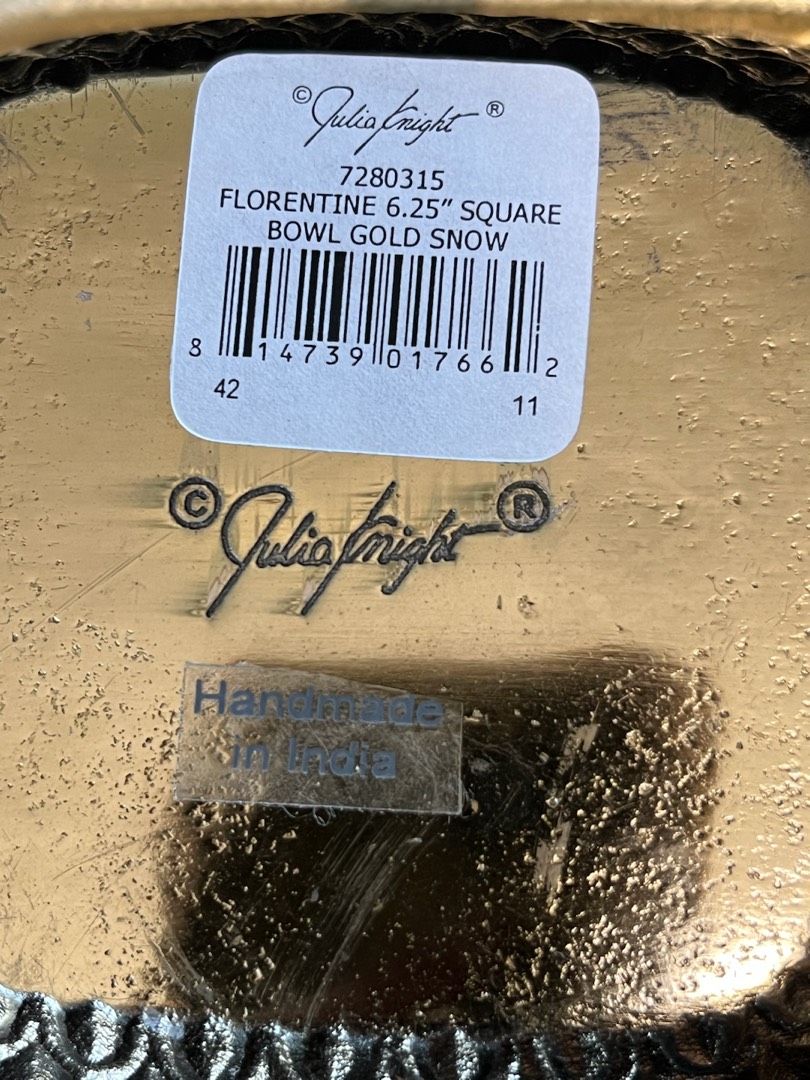 © Julia Knight ®
7280315
FLORENTINE 6.25” SQUARE
BOWL GOLD SNOW
8 14739 01766 2
42 11
© Julia Knight ®
Handmade
in India